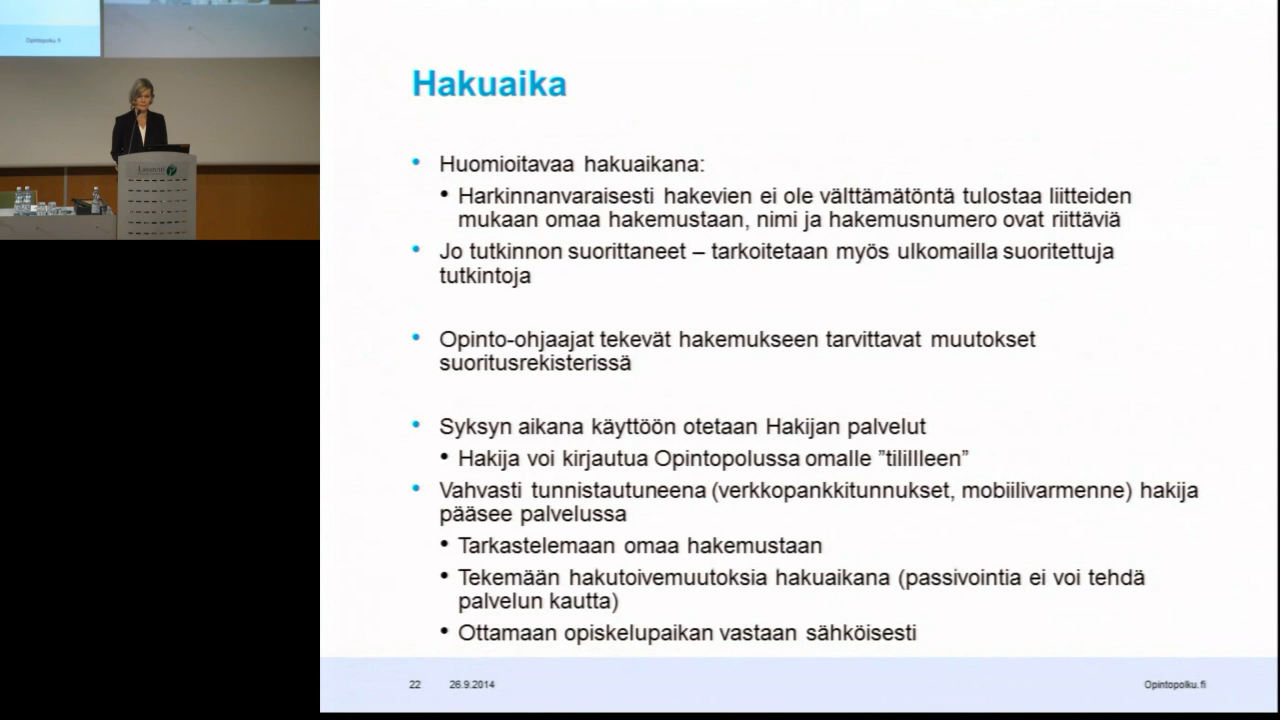 Opintopolku.fi
Laurea
Hakuaika
• Huomioitavaa hakuaikana:
• Harkinnanvaraisesti hakevien ei ole välttämätöntä tulostaa liitteiden
mukaan omaa hakemustaan, nimi ja hakemusnumero ovat riittäviä
• Jo tutkinnon suorittaneet – tarkoitetaan myös ulkomailla suoritettuja
tutkintoja
• Opinto-ohjaajat tekevät hakemukseen tarvittavat muutokset
suoritusrekisterissä
• Syksyn aikana käyttöön otetaan Hakijan palvelut
• Hakija voi kirjautua Opintopolussa omalle ”tilillleen”
• Vahvasti tunnistautuneena (verkkopankkitunnukset, mobiilivarmenne) hakija
pääsee palvelussa
• Tarkastelemaan omaa hakemustaan
• Tekemään hakutoivemuutoksia hakuaikana (passivointia ei voi tehdä
palvelun kautta)
• Ottamaan opiskelupaikan vastaan sähköisesti
22 26.9.2014 Opintopolku.fi